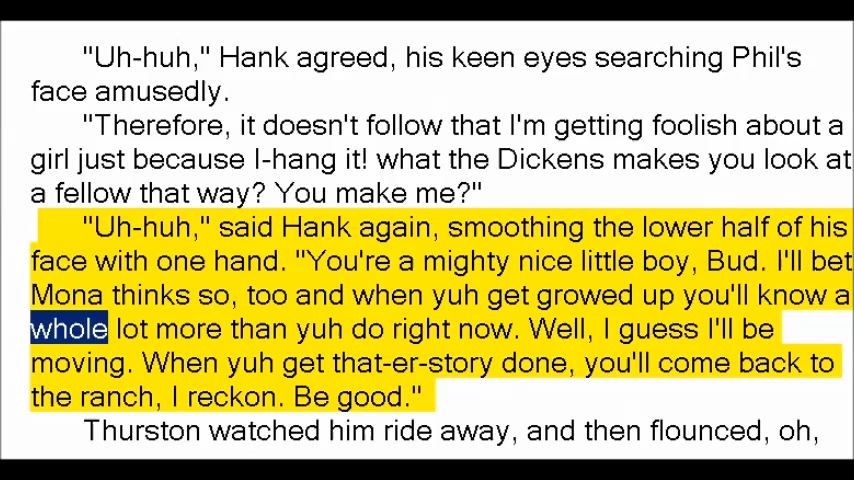 "Uh-huh," Hank agreed, his keen eyes searching Phil's
face amusedly.
"Therefore, it doesn't follow that I'm getting foolish about a
girl just because I-hang it! what the Dickens makes you look at
a fellow that way? You make me?"
"Uh-huh," said Hank again, smoothing the lower half of his
face with one hand. "You're a mighty nice little boy, Bud. I'll bet
Mona thinks so, too and when yuh get growed up you'll know a
whole lot more than yuh do right now. Well, I guess I'll be
moving. When yuh get that-er-story done, you'll come back to
the ranch, I reckon. Be good."
Thurston watched him ride away, and then flounced, oh,